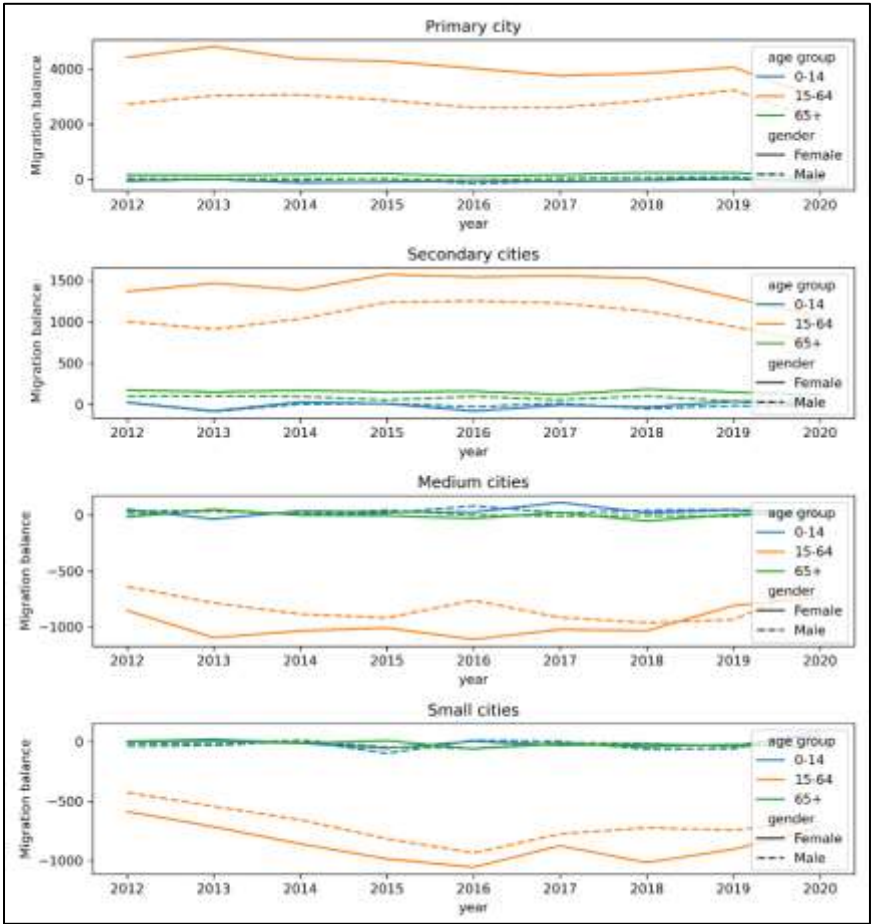 Primary city
Migration balance
4000
2000
0
age group
0-14
15-64
65+
gender
Female
Male
2012 2013 2014 2015 2016 2017 2018 2019 2020
year
Secondary cities
Migration balance
1500
1000
500
0
age group
0-14
15-64
65+
gender
Female
Male
2012 2013 2014 2015 2016 2017 2018 2019 2020
year
Medium cities
Migration balance
0
−500
−1000
age group
0-14
15-64
65+
gender
Female
Male
2012 2013 2014 2015 2016 2017 2018 2019 2020
year
Small cities
Migration balance
0
−500
−1000
age group
0-14
15-64
65+
gender
Female
Male
2012 2013 2014 2015 2016 2017 2018 2019 2020
year